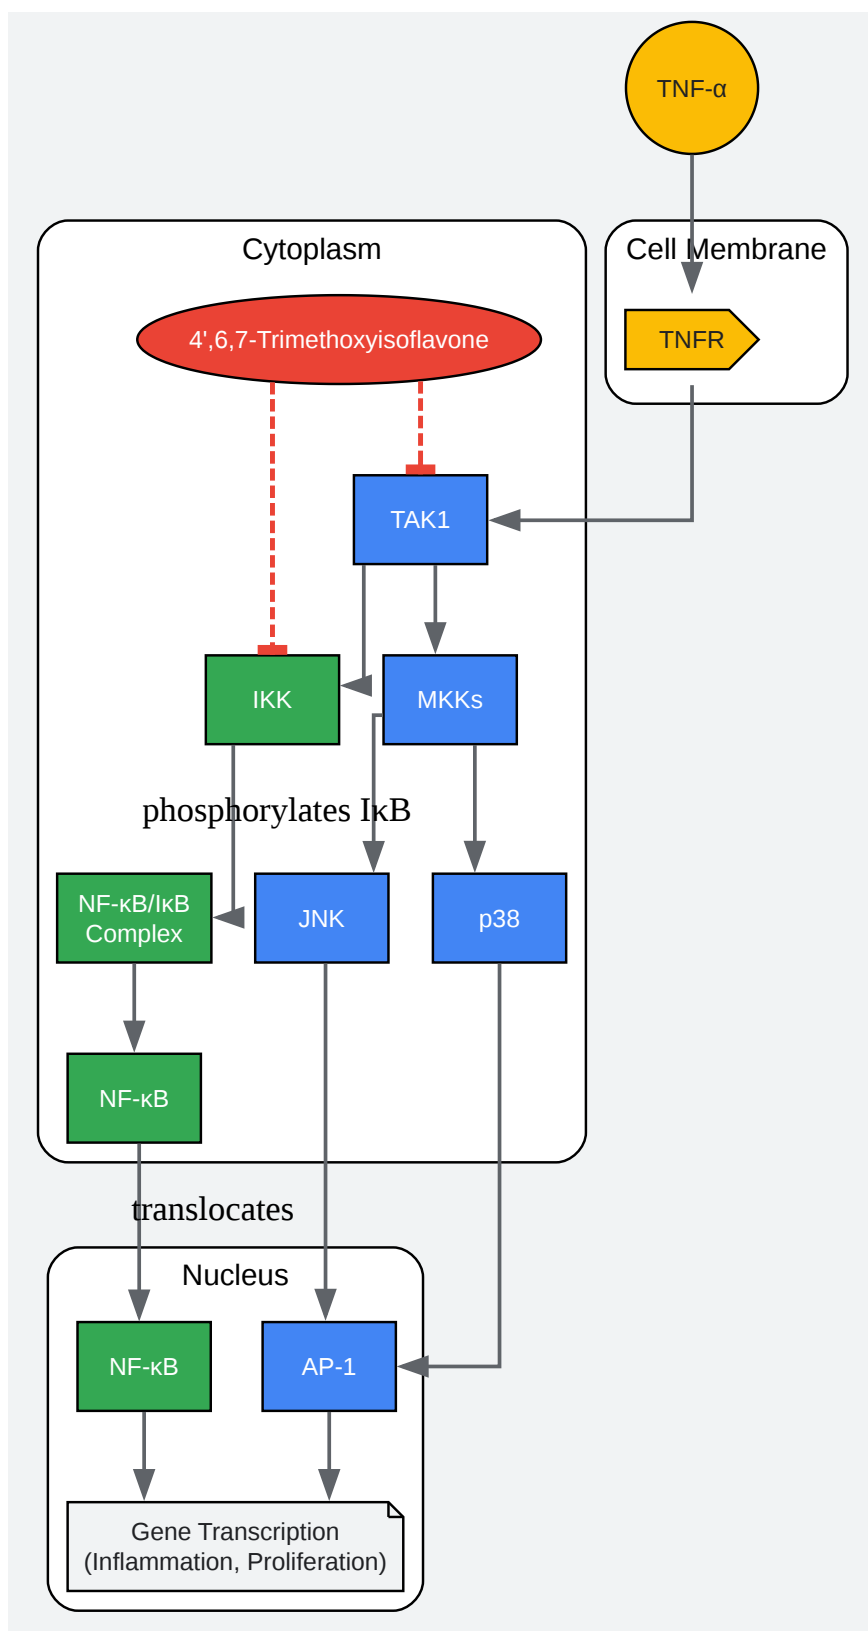 TNF-α
Cytoplasm
Cell Membrane
4',6,7-Trimethoxyisoflavone
TNFR
TAK1
IKK
MKKs
phosphorylates IκB
NF-κB/IκB
Complex
JNK
p38
NF-κB
translocates
Nucleus
NF-κB
AP-1
Gene Transcription
(Inflammation, Proliferation)